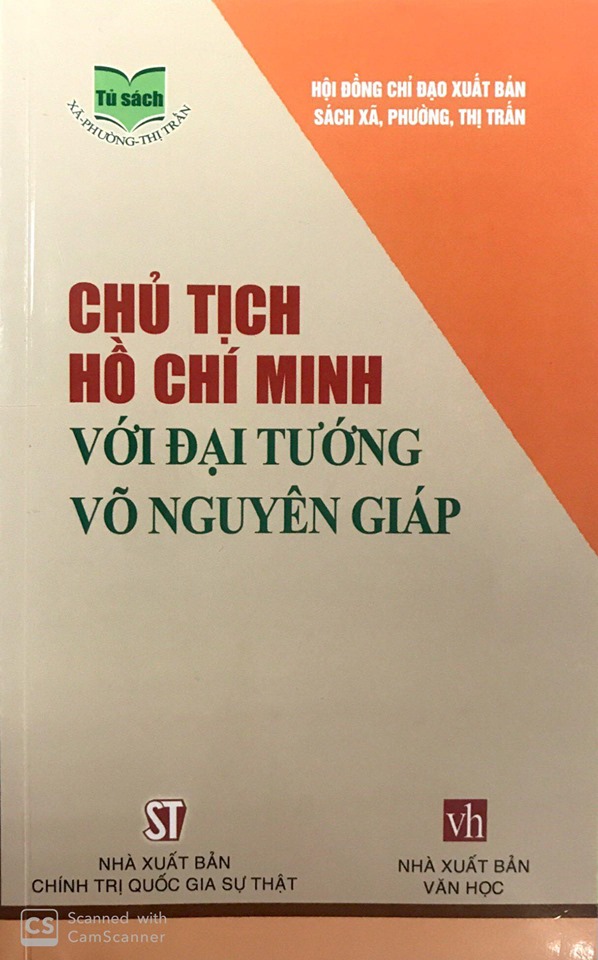 Tủ sách
XÃ-PHƯỜNG-THỊ TRẤN
HỘI ĐỒNG CHỈ ĐẠO XUẤT BẢN
SÁCH XÃ, PHƯỜNG, THỊ TRẤN
CHỦ TỊCH
HỒ CHÍ MINH
VỚI ĐẠI TƯỚNG
VÕ NGUYÊN GIÁP
ST
NHÀ XUẤT BẢN
CHÍNH TRỊ QUỐC GIA SỰ THẬT
vh
NHÀ XUẤT BẢN
VĂN HỌC
CS
Scanned with
CamScanner